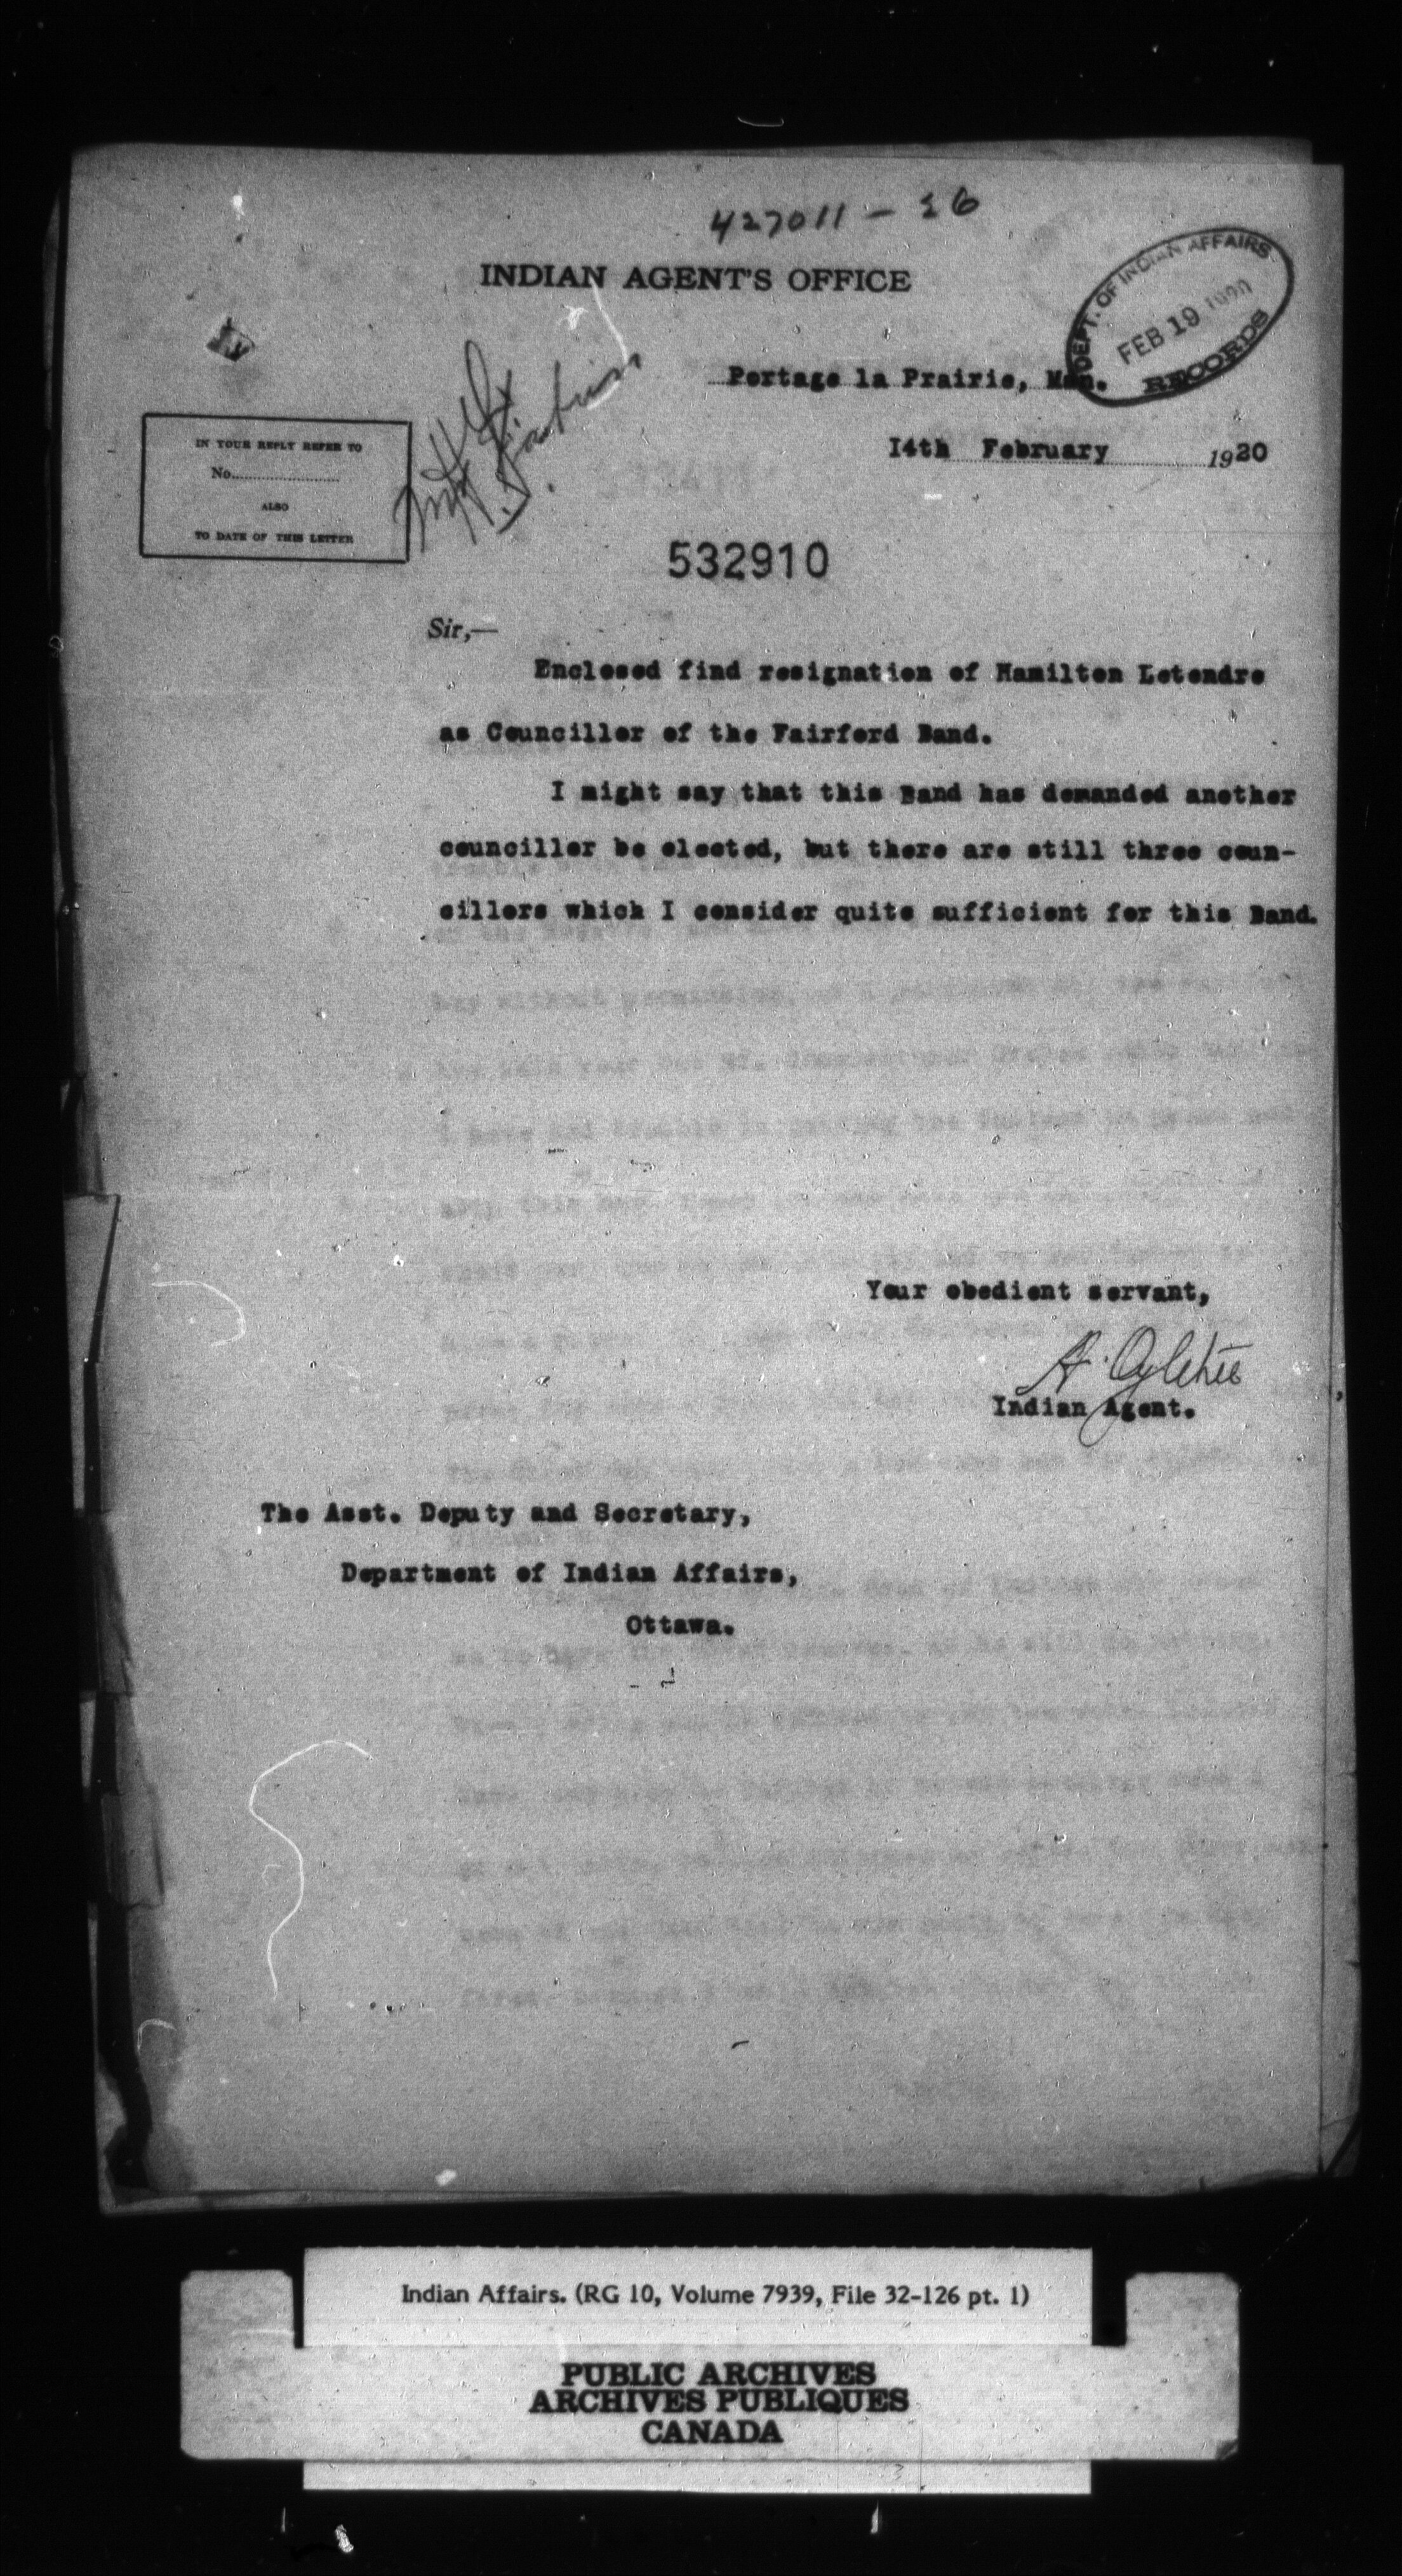 427011 - 26
INDIAN AGENT'S OFFICE
DEPT. OF INDIAN AFFAIRS
FEB 19 1920
RECORDS
Portage la Prairie, Man.
14th February 1920
IN YOUR REPLY REFER TO
No.
ALSO
TO DATE OF THIS LETTER
532910
Sir,—
Enclosed find resignation of Hamilton Letendre
as Councillor of the Fairford Band.
I might say that this Band has demanded another
councillor be elected, but there are still three coun-
cillors which I consider quite sufficient for this Band.
Your obedient servant,
A. Ogletree
Indian Agent.
The Asst. Deputy and Secretary,
Department of Indian Affairs,
Ottawa.
Indian Affairs. (RG 10, Volume 7939, File 32-126 pt. 1)
PUBLIC ARCHIVES
ARCHIVES PUBLIQUES
CANADA